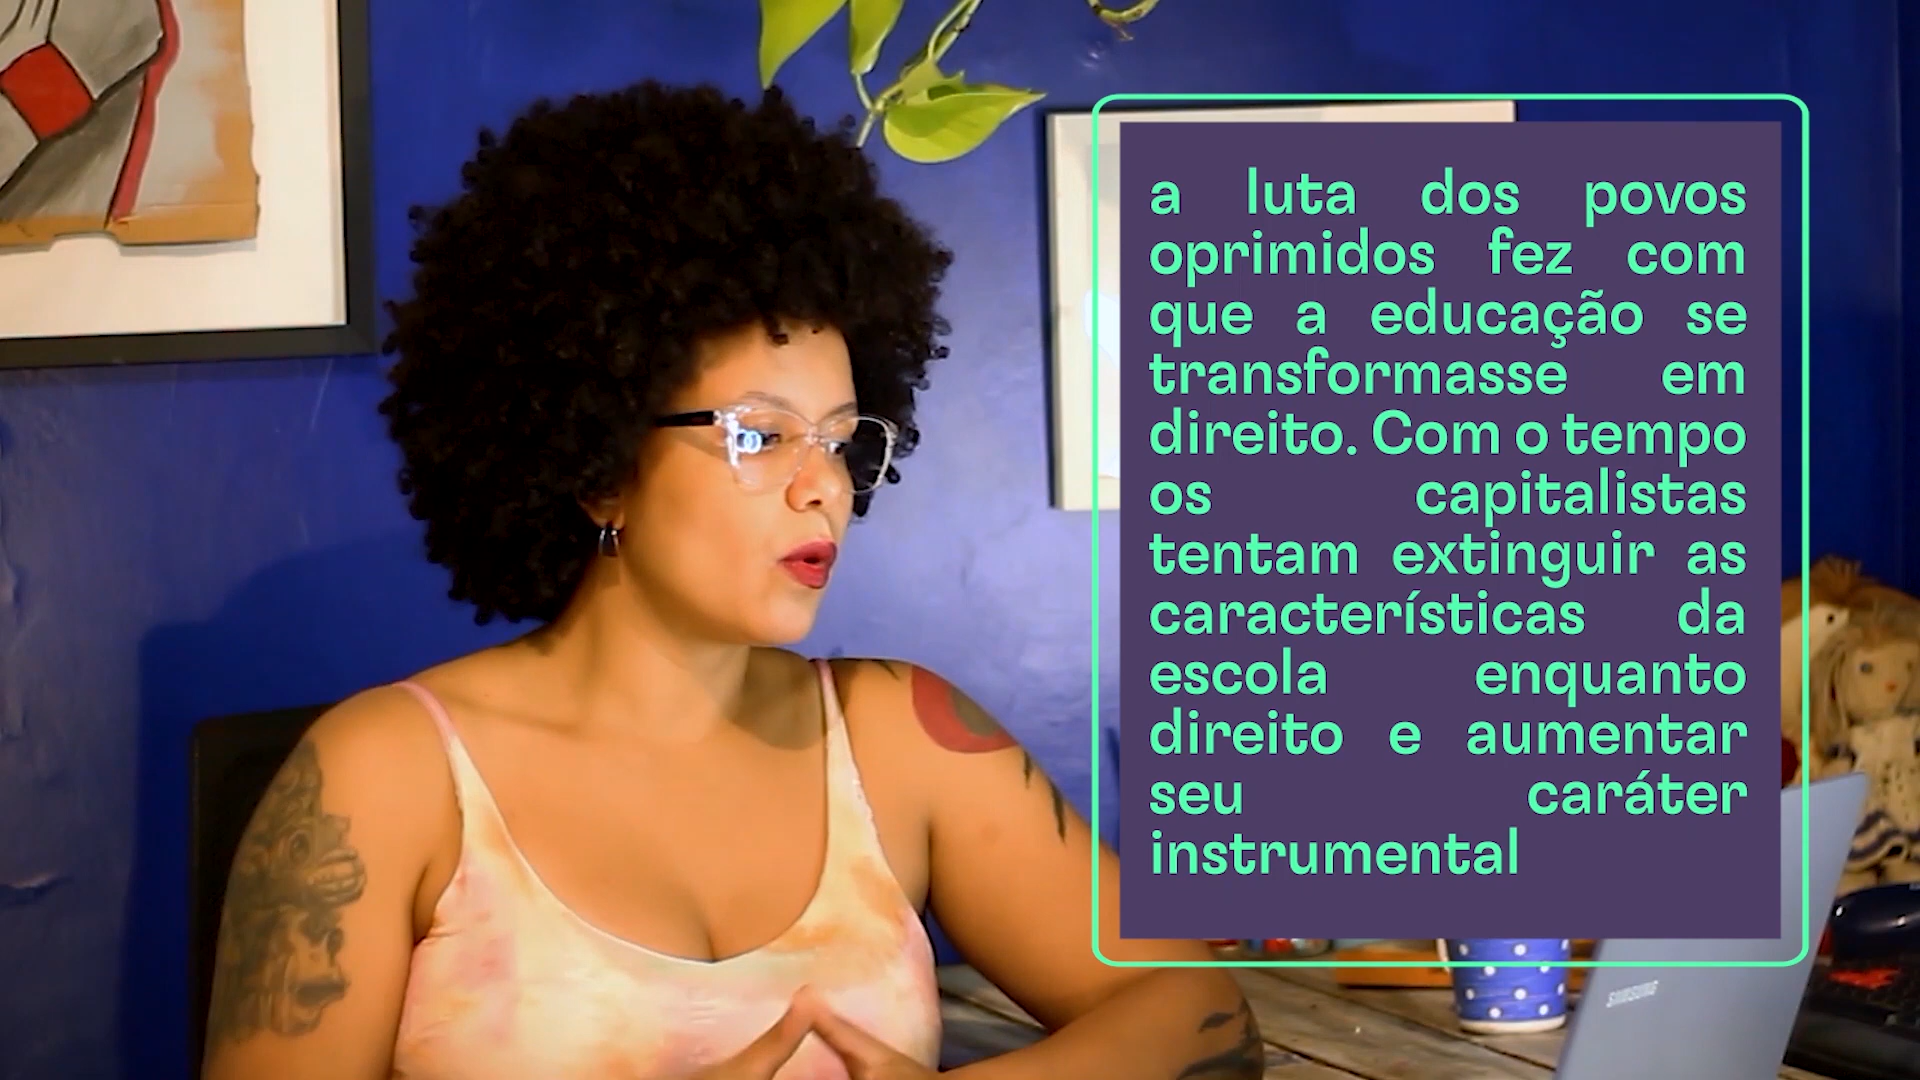 a luta dos povos
oprimidos fez com
que a educação se
transformasse em
direito. Com o tempo
os capitalistas
tentam extinguir as
características da
escola enquanto
direito e aumentar
seu caráter
instrumental
SAMSUNG